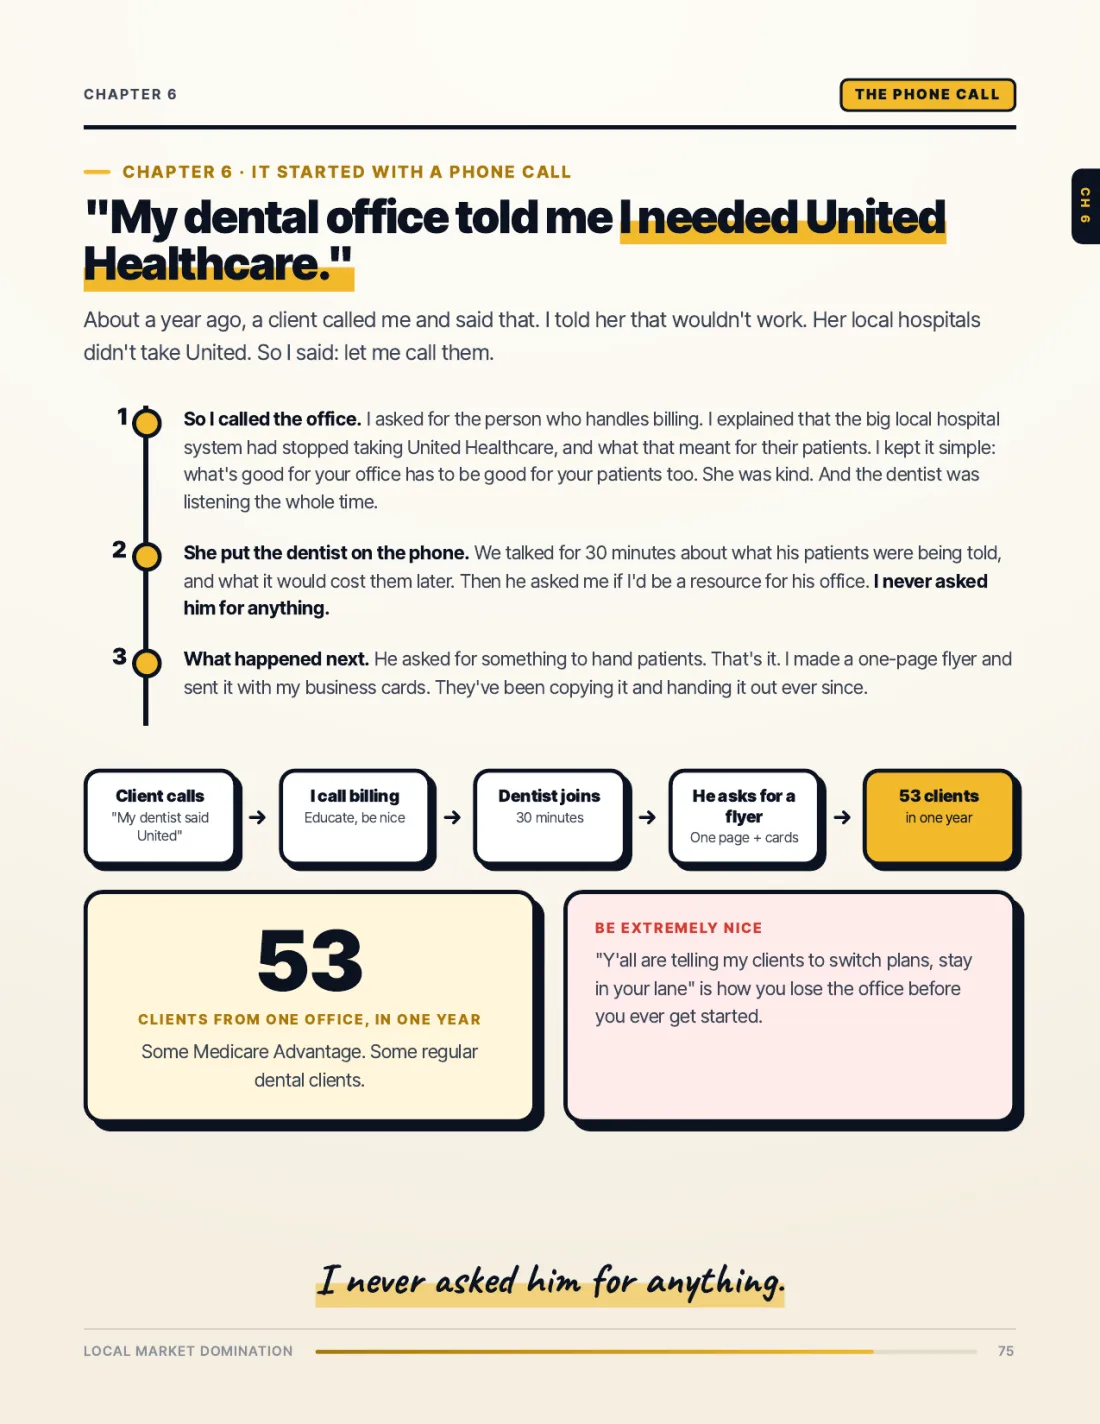 CHAPTER 6
THE PHONE CALL
CH 6
CHAPTER 6 · IT STARTED WITH A PHONE CALL
"My dental office told me I needed United
Healthcare."
About a year ago, a client called me and said that. I told her that wouldn't work. Her local hospitals
didn't take United. So I said: let me call them.
1
So I called the office. I asked for the person who handles billing. I explained that the big local hospital
system had stopped taking United Healthcare, and what that meant for their patients. I kept it simple:
what's good for your office has to be good for your patients too. She was kind. And the dentist was
listening the whole time.
2
She put the dentist on the phone. We talked for 30 minutes about what his patients were being told,
and what it would cost them later. Then he asked me if I'd be a resource for his office. I never asked
him for anything.
3
What happened next. He asked for something to hand patients. That's it. I made a one-page flyer and
sent it with my business cards. They've been copying it and handing it out ever since.
Client calls
"My dentist said
United"
→
I call billing
Educate, be nice
→
Dentist joins
30 minutes
→
He asks for a
flyer
One page + cards
→
53 clients
in one year
53
CLIENTS FROM ONE OFFICE, IN ONE YEAR
Some Medicare Advantage. Some regular
dental clients.
BE EXTREMELY NICE
"Y'all are telling my clients to switch plans, stay
in your lane" is how you lose the office before
you ever get started.
I never asked him for anything.
LOCAL MARKET DOMINATION
75